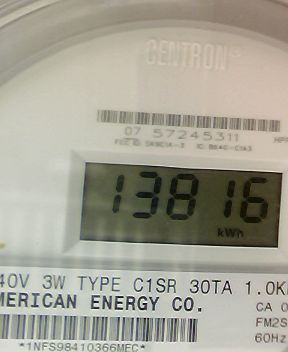 CENTRON®
07 57245311
13816
kWh
40V 3W TYPE C1SR 30TA 1.0K
MERICAN ENERGY CO.
CA 0
FM2S
60Hz
*1NFS98410366MFC*